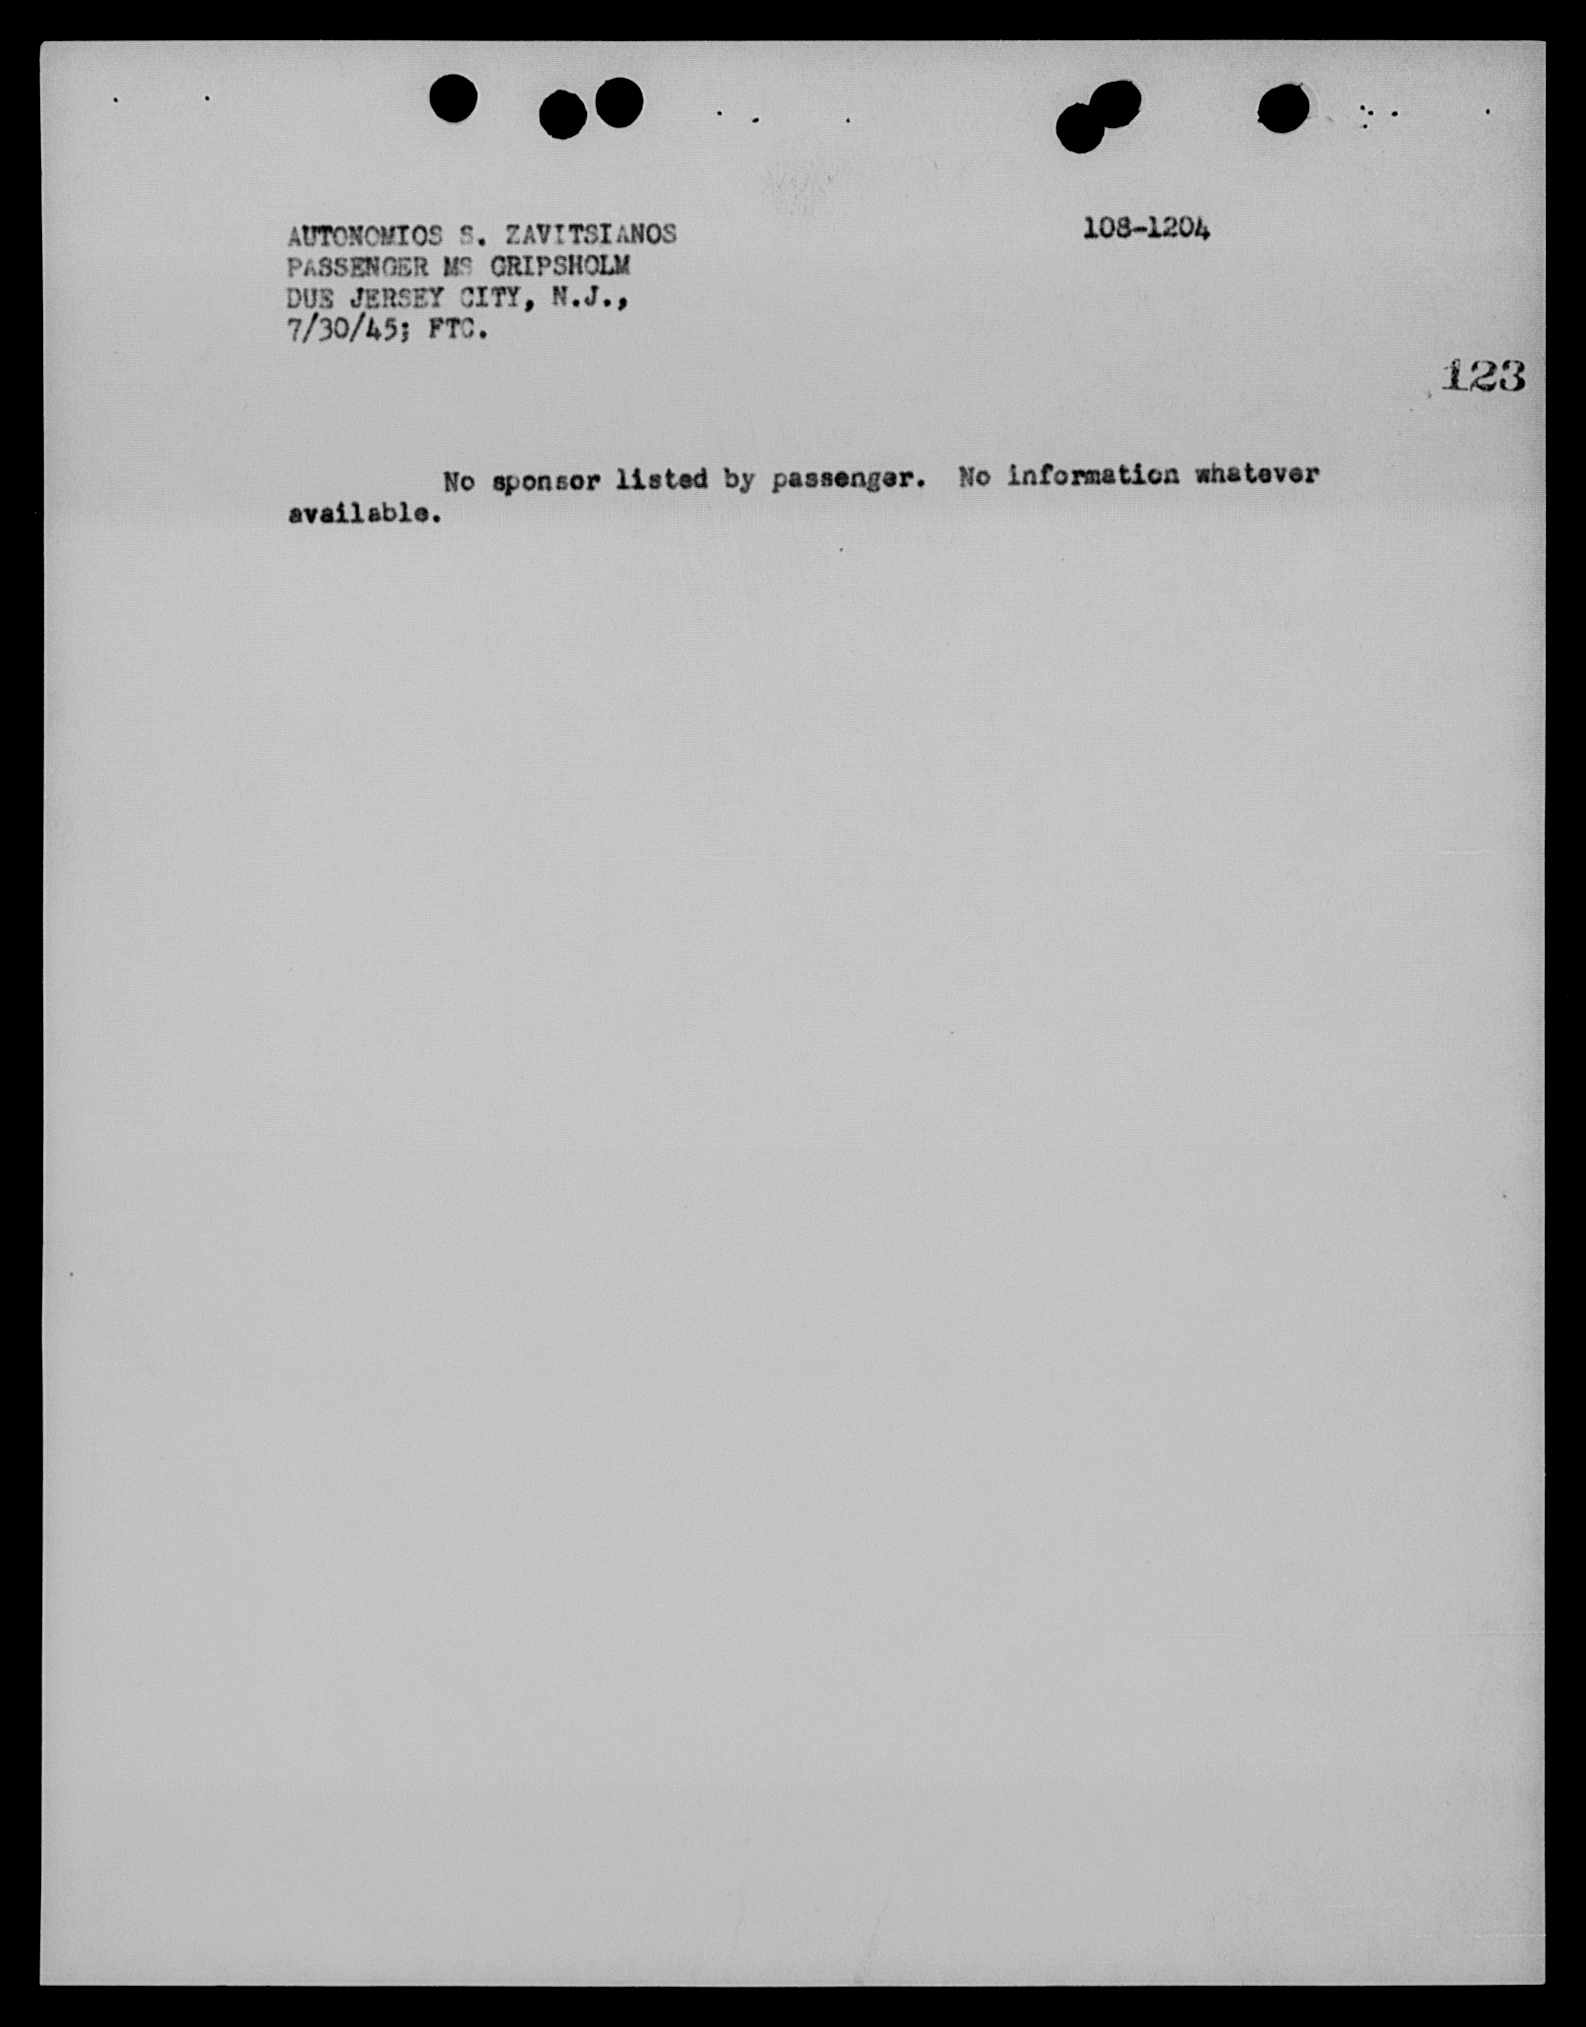 AUTONOMIOS S. ZAVITSIANOS
108-1204
PASSENGER MS GRIPSHOLM
DUE JERSEY CITY, N.J.,
7/30/45; FTC.
123
No sponsor listed by passenger. No information whatever
available.